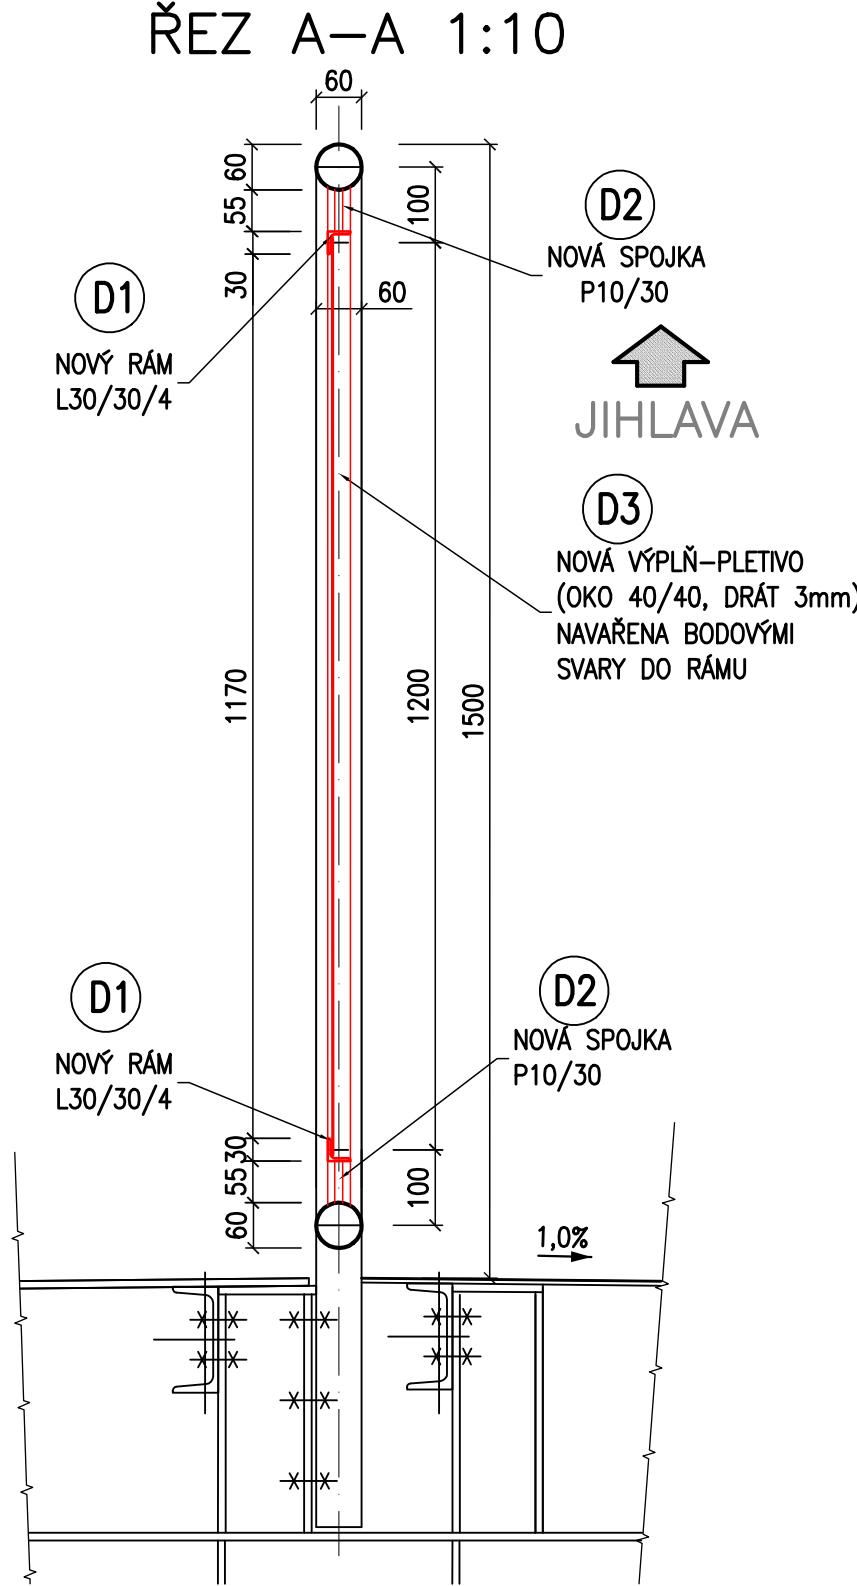 ŘEZ A-A 1:10
60
60
55
30
100
D2
NOVÁ SPOJKA
P10/30
D1
NOVÝ RÁM
L30/30/4
60
JIHLAVA
D3
NOVÁ VÝPLŇ-PLETIVO
(OKO 40/40, DRÁT 3mm)
NAVAŘENA BODOVÝMI
SVARY DO RÁMU
1170
1200
1500
D1
NOVÝ RÁM
L30/30/4
D2
NOVÁ SPOJKA
P10/30
30
55
60
100
1,0%